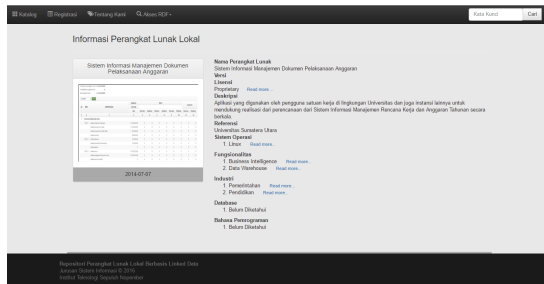 Katalog
Registrasi
Tentang Kami
Akses RDF
Kata Kunci
Cari
Informasi Perangkat Lunak Lokal
Sistem Informasi Manajemen Dokumen
Pelaksanaan Anggaran
2014-07-07
Nama Perangkat Lunak
Sistem Informasi Manajemen Dokumen Pelaksanaan Anggaran
Versi
Lisensi
Proprietary Read more...
Deskripsi
Aplikasi yang digunakan oleh pengguna satuan kerja di lingkungan Universitas dan juga instansi lainnya untuk
mendukung realisasi dari perencanaan dari Sistem Informasi Manajemen Rencana Kerja dan Anggaran Tahunan secara
berkala.
Referensi
Universitas Sumatera Utara
Sistem Operasi
1. Linux Read more...
Fungsionalitas
1. Business Intelligence Read more...
2. Data Warehouse Read more...
Industri
1. Pemerintahan Read more...
2. Pendidikan Read more...
Database
1. Belum Diketahui
Bahasa Pemrograman
1. Belum Diketahui
Repositori Perangkat Lunak Lokal Berbasis Linked Data
Jurusan Sistem Informasi © 2015
Institut Teknologi Sepuluh Nopember